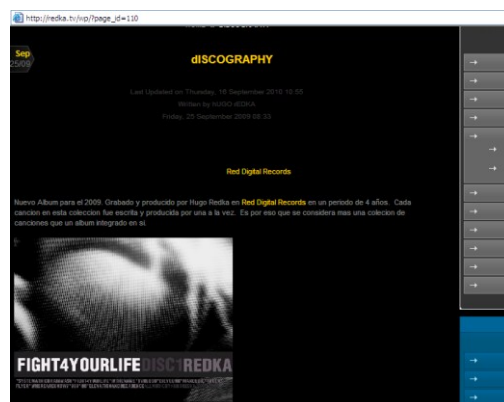 http://redka.tv/wp/?page_id=110
Sep
25/09
dISCOGRAPHY
Last Updated on Thursday, 16 September 2010 10:55
Written by hUGO rEDKA
Friday, 25 September 2009 08:33
Red Digital Records
Nuevo Album para el 2009. Grabado y producido por Hugo Redka en Red Digital Records en un periodo de 4 años. Cada
cancion en esta coleccion fue escrita y producida por una a la vez. Es por eso que se considera mas una colecion de
canciones que un album integrado en si.
FIGHT4YOURLIFE DISC1 REDKA